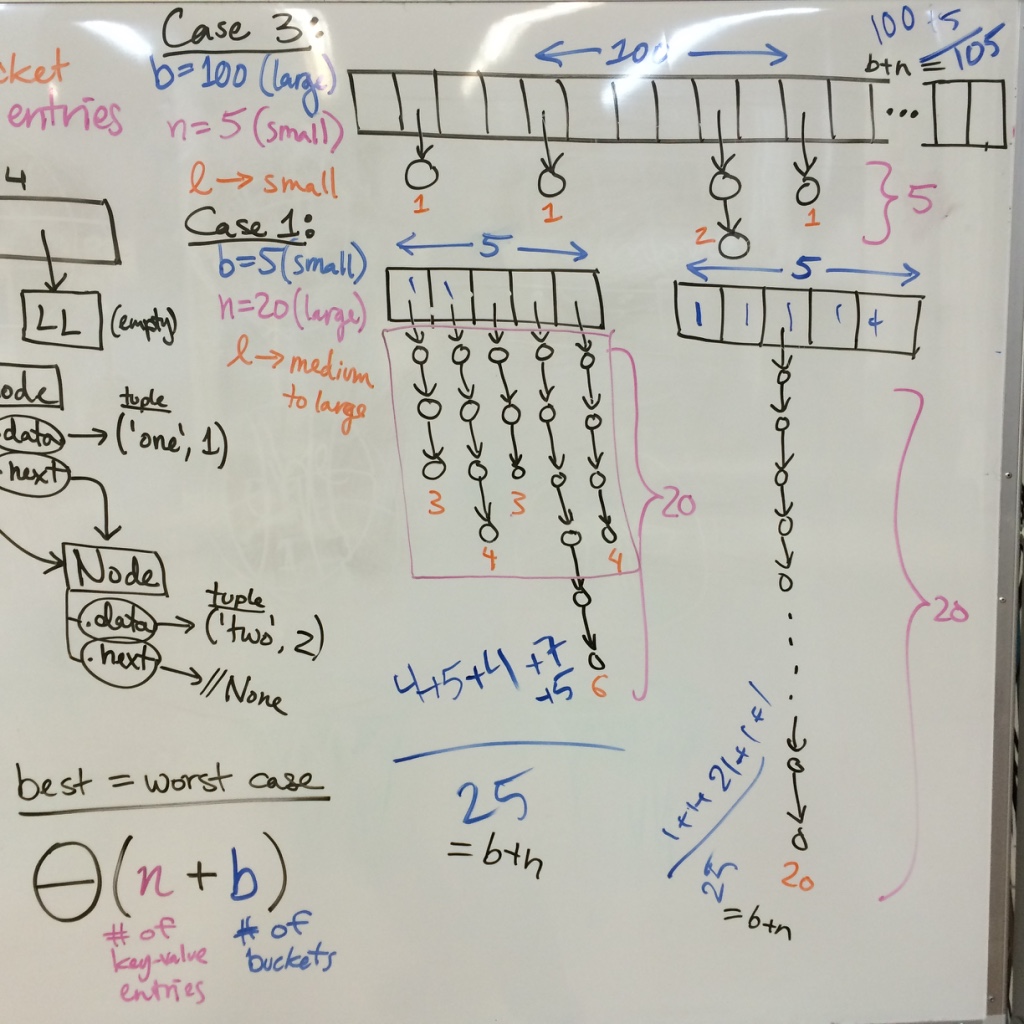 Case 3:
b=100 (large)
n=5 (small)
l→small
100
100+5
b+n = 105
...
1
1
2
1
5
cket
entries
4
LL (empty)
Case 1:
b=5(small)
n=20(large)
l→medium
to large
5
1 1
3
4
3
6
4
20
4+5+4+7
+5
25
=b+n
5
1 1 1 1 1
20
20
1+1+21+1+1
25
=b+n
ode
.data → tuple
('one', 1)
.next
Node
.data → tuple
('two', 2)
.next → //None
best = worst case
Θ(n+b)
# of
key-value
entries
# of
buckets